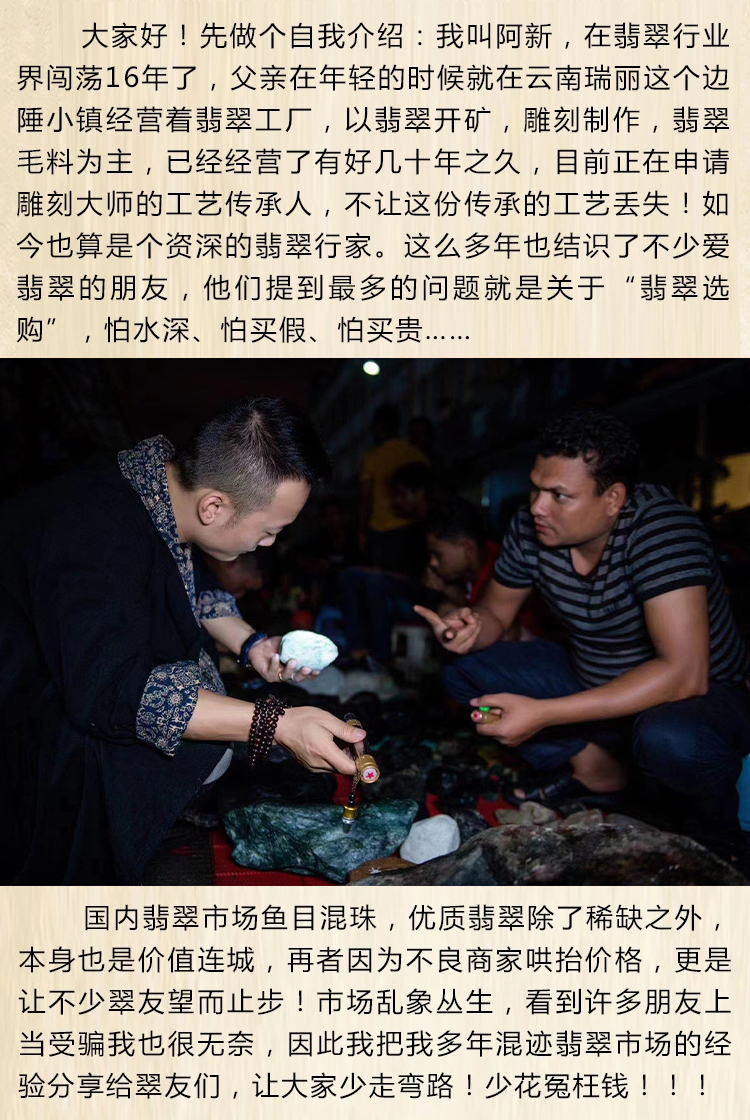 大家好！先做个自我介绍：我叫阿新，在翡翠行业
界闯荡16年了，父亲在年轻的时候就在云南瑞丽这个边
陲小镇经营着翡翠工厂，以翡翠开矿，雕刻制作，翡翠
毛料为主，已经经营了有好几十年之久，目前正在申请
雕刻大师的工艺传承人，不让这份传承的工艺丢失！如
今也算是个资深的翡翠行家。这么多年也结识了不少爱
翡翠的朋友，他们提到最多的问题就是关于“翡翠选
购”，怕水深、怕买假、怕买贵……
国内翡翠市场鱼目混珠，优质翡翠除了稀缺之外，
本身也是价值连城，再者因为不良商家哄抬价格，更是
让不少翠友望而止步！市场乱象丛生，看到许多朋友上
当受骗我也很无奈，因此我把我多年混迹翡翠市场的经
验分享给翠友们，让大家少走弯路！少花冤枉钱！！！